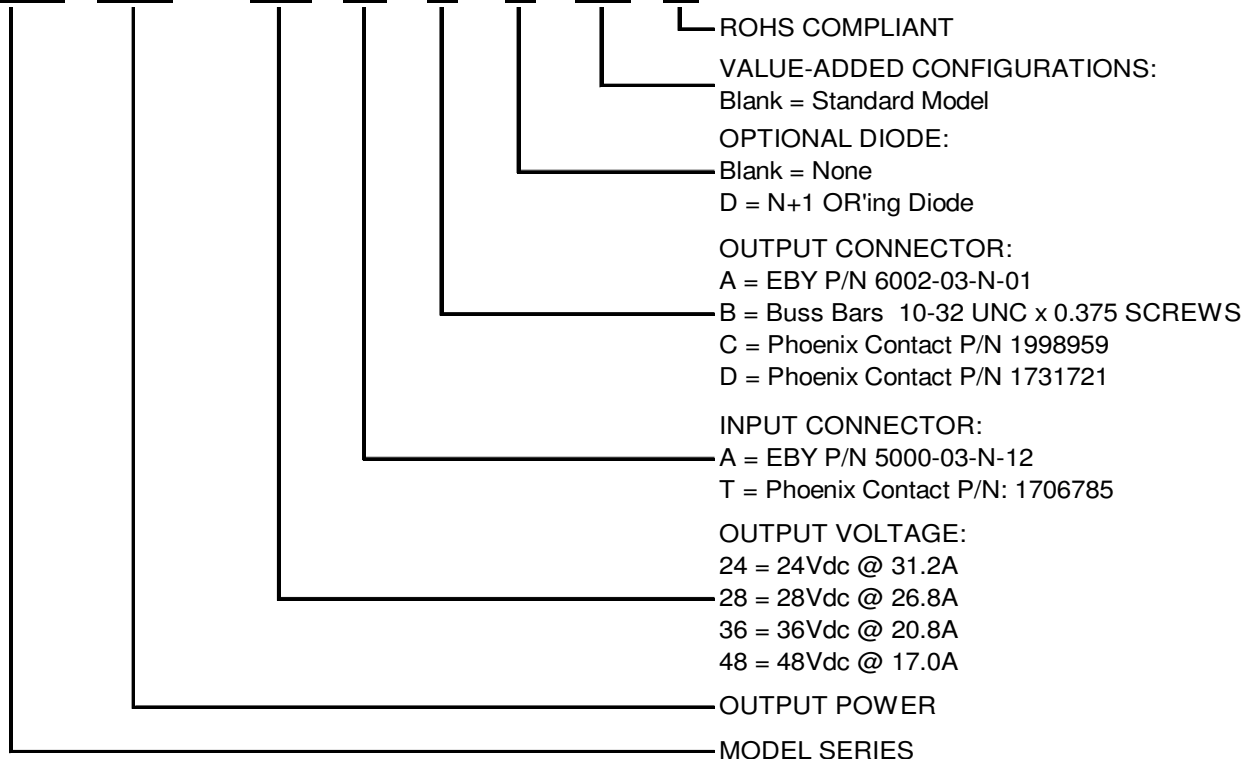 ROHS COMPLIANT
VALUE-ADDED CONFIGURATIONS:
Blank = Standard Model
OPTIONAL DIODE:
Blank = None
D = N+1 OR'ing Diode
OUTPUT CONNECTOR:
A = EBY P/N 6002-03-N-01
B = Buss Bars  10-32 UNC x 0.375 SCREWS
C = Phoenix Contact P/N 1998959
D = Phoenix Contact P/N 1731721
INPUT CONNECTOR:
A = EBY P/N 5000-03-N-12
T = Phoenix Contact P/N: 1706785
OUTPUT VOLTAGE:
24 = 24Vdc @ 31.2A
28 = 28Vdc @ 26.8A
36 = 36Vdc @ 20.8A
48 = 48Vdc @ 17.0A
OUTPUT POWER
MODEL SERIES